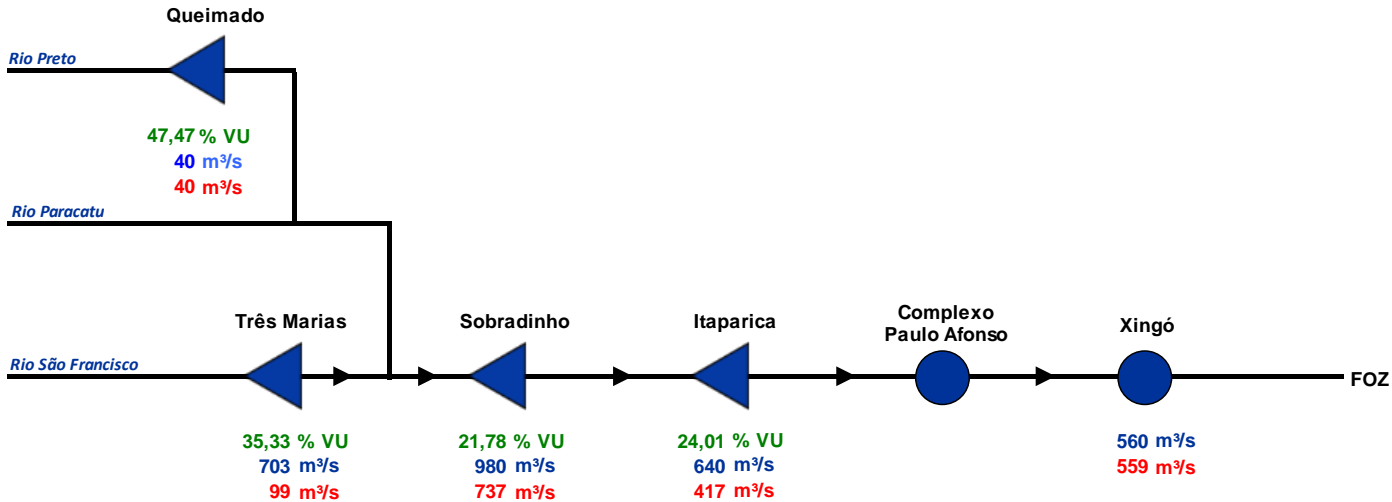 Queimado
Rio Preto
47,47 % VU
40 m³/s
40 m³/s
Rio Paracatu
Três Marias
Sobradinho
Itaparica
Complexo
Paulo Afonso
Xingó
Rio São Francisco
FOZ
35,33 % VU
703 m³/s
99 m³/s
21,78 % VU
980 m³/s
737 m³/s
24,01 % VU
640 m³/s
417 m³/s
560 m³/s
559 m³/s